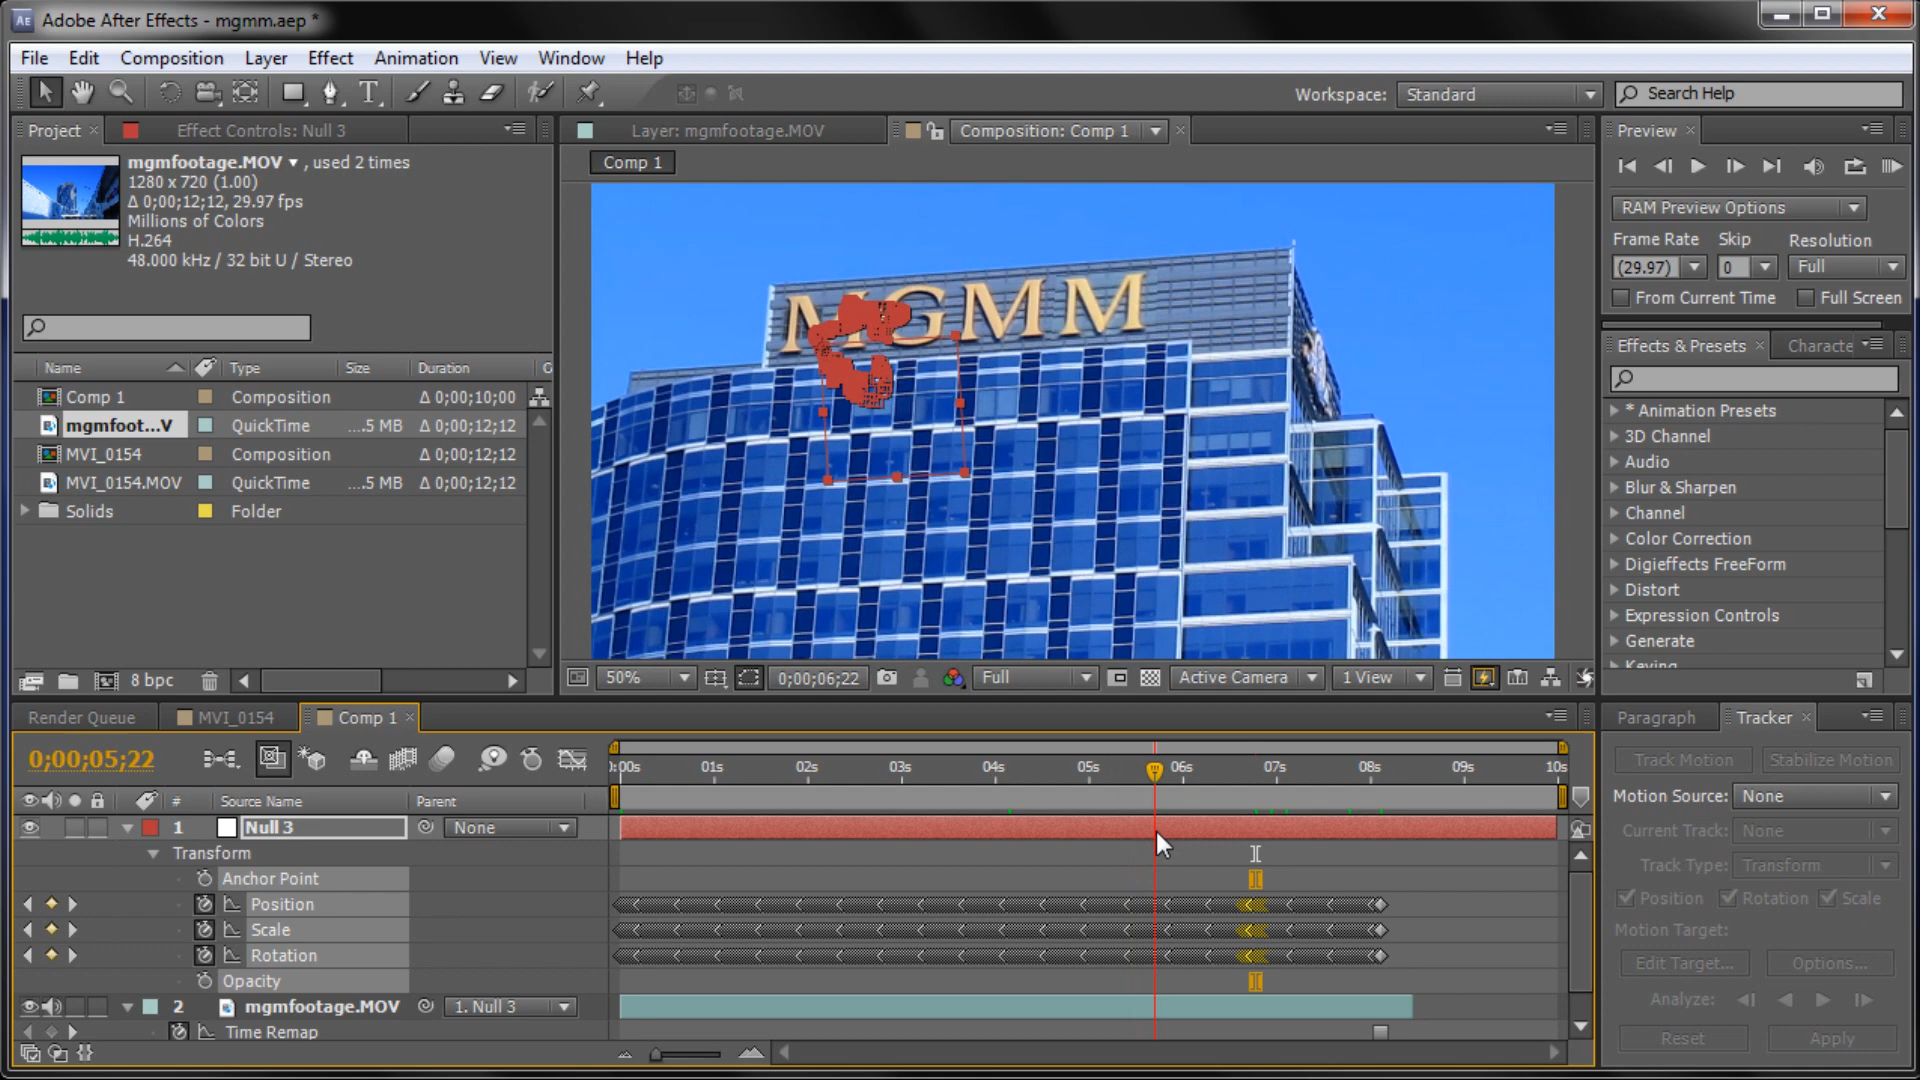 Adobe After Effects - mgmm.aep *
File Edit Composition Layer Effect Animation View Window Help
Workspace: Standard
Search Help
Project
Effect Controls: Null 3
Layer: mgmfootage.MOV
Composition: Comp 1
Preview
mgmfootage.MOV , used 2 times
1280 x 720 (1.00)
Δ 0;00;12;12, 29.97 fps
Millions of Colors
H.264
48.000 kHz / 32 bit U / Stereo
Comp 1
MGMM
RAM Preview Options
Frame Rate Skip Resolution
(29.97) 0 Full
From Current Time Full Screen
Effects & Presets
Characte
Name Type Size Duration
Comp 1 Composition Δ 0;00;10;00
mgmfoot...V QuickTime ....5 MB Δ 0;00;12;12
MVI_0154 Composition Δ 0;00;12;12
MVI_0154.MOV QuickTime ....5 MB Δ 0;00;12;12
Solids Folder
* Animation Presets
3D Channel
Audio
Blur & Sharpen
Channel
Color Correction
Digieffects FreeForm
Distort
Expression Controls
Generate
Keying
8 bpc
50% 0;00;06;22 Full Active Camera 1 View
Render Queue MVI_0154 Comp 1
Paragraph Tracker
0;00;05;22
):00s 01s 02s 03s 04s 05s 06s 07s 08s 09s 10s
# Source Name Parent
1 Null 3 None
Transform
Anchor Point
Position
Scale
Rotation
Opacity
2 mgmfootage.MOV 1. Null 3
Time Remap
Track Motion Stabilize Motion
Motion Source: None
Current Track: None
Track Type: Transform
Position Rotation Scale
Motion Target:
Edit Target... Options...
Analyze:
Reset Apply